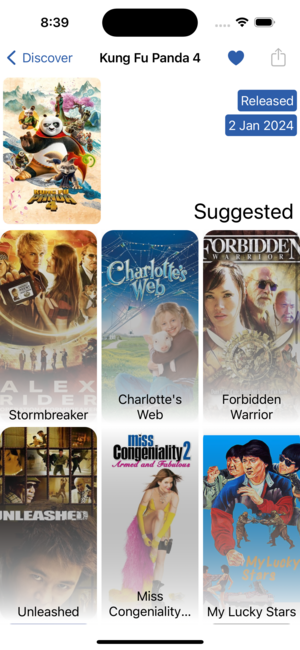 8:39
Discover
Kung Fu Panda 4
Released
2 Jan 2024
KUNG FU PANDA
4
Suggested
ALEX
RIDER
Stormbreaker
Charlotte's
Web
Charlotte's
Web
FORBIDDEN
WARRIOR
Forbidden
Warrior
UNLEASHED
Unleashed
miss
Congeniality 2
Armed and Fabulous
Miss
Congeniality...
My Lucky
Stars
My Lucky Stars